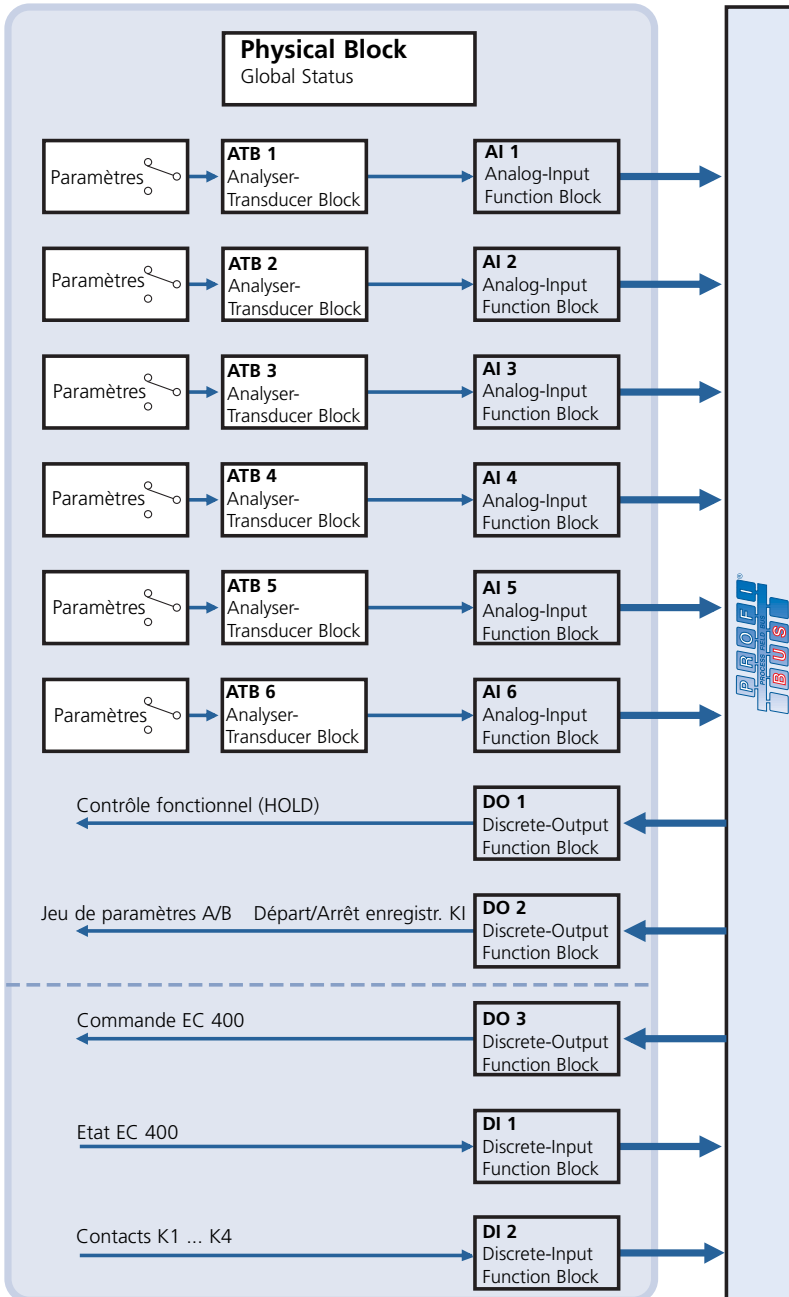 Physical Block
Global Status
Paramètres
ATB 1
Analyser-
Transducer Block
AI 1
Analog-Input
Function Block
Paramètres
ATB 2
Analyser-
Transducer Block
AI 2
Analog-Input
Function Block
Paramètres
ATB 3
Analyser-
Transducer Block
AI 3
Analog-Input
Function Block
Paramètres
ATB 4
Analyser-
Transducer Block
AI 4
Analog-Input
Function Block
Paramètres
ATB 5
Analyser-
Transducer Block
AI 5
Analog-Input
Function Block
Paramètres
ATB 6
Analyser-
Transducer Block
AI 6
Analog-Input
Function Block
PROFI®
PROCESS FIELD BUS
BUS
Contrôle fonctionnel (HOLD)
DO 1
Discrete-Output
Function Block
Jeu de paramètres A/B Départ/Arrêt enregistr. KI
DO 2
Discrete-Output
Function Block
Commande EC 400
DO 3
Discrete-Output
Function Block
Etat EC 400
DI 1
Discrete-Input
Function Block
Contacts K1 ... K4
DI 2
Discrete-Input
Function Block